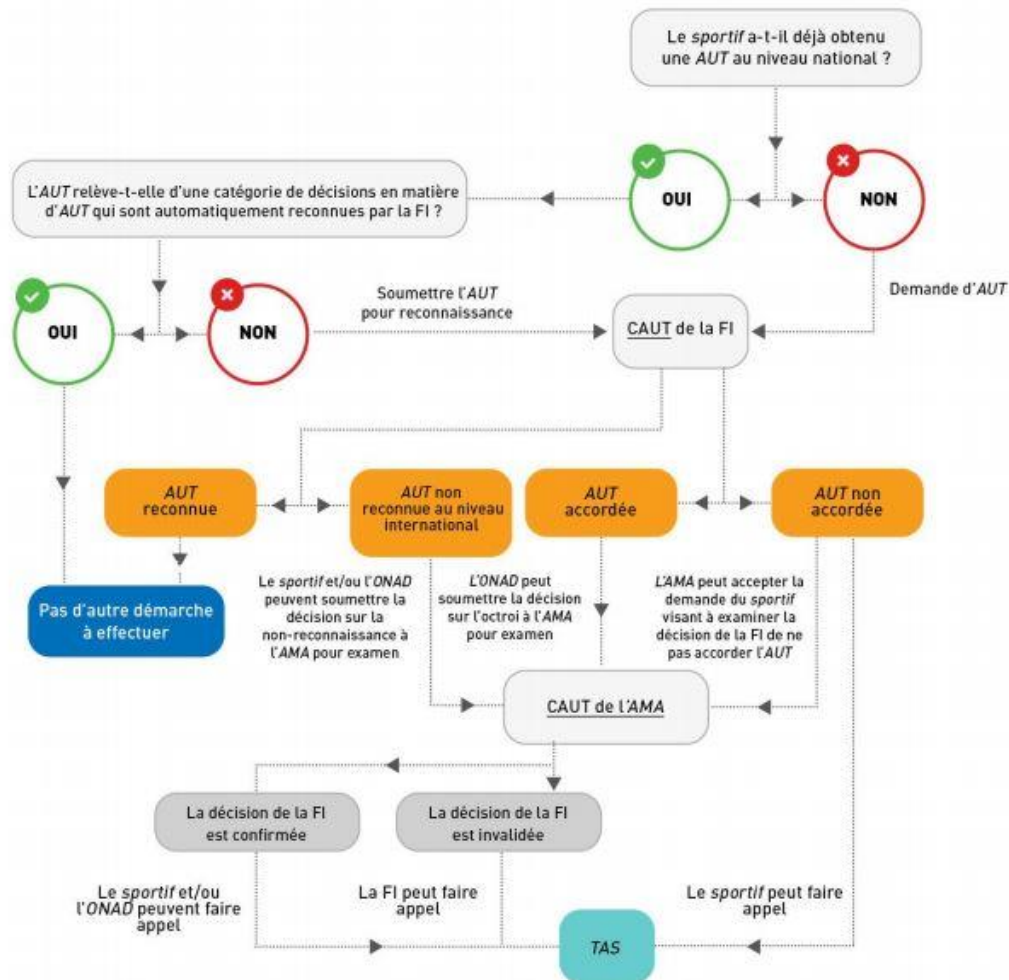 Le sportif a-t-il déjà obtenu
une AUT au niveau national ?
OUI
NON
L'AUT relève-t-elle d'une catégorie de décisions en matière
d'AUT qui sont automatiquement reconnues par la FI ?
OUI
NON
Soumettre l'AUT
pour reconnaissance
Demande d'AUT
CAUT de la FI
AUT
reconnue
AUT non
reconnue au niveau
international
AUT
accordée
AUT non
accordée
Pas d'autre démarche
à effectuer
Le sportif et/ou l'ONAD
peuvent soumettre la
décision sur la
non-reconnaissance à
l'AMA pour examen
L'ONAD peut
soumettre la décision
sur l'octroi à l'AMA
pour examen
L'AMA peut accepter la
demande du sportif
visant à examiner la
décision de la FI de ne
pas accorder l'AUT
CAUT de l'AMA
La décision de la FI
est confirmée
La décision de la FI
est invalidée
Le sportif et/ou
l'ONAD peuvent faire
appel
La FI peut faire
appel
Le sportif peut faire
appel
TAS